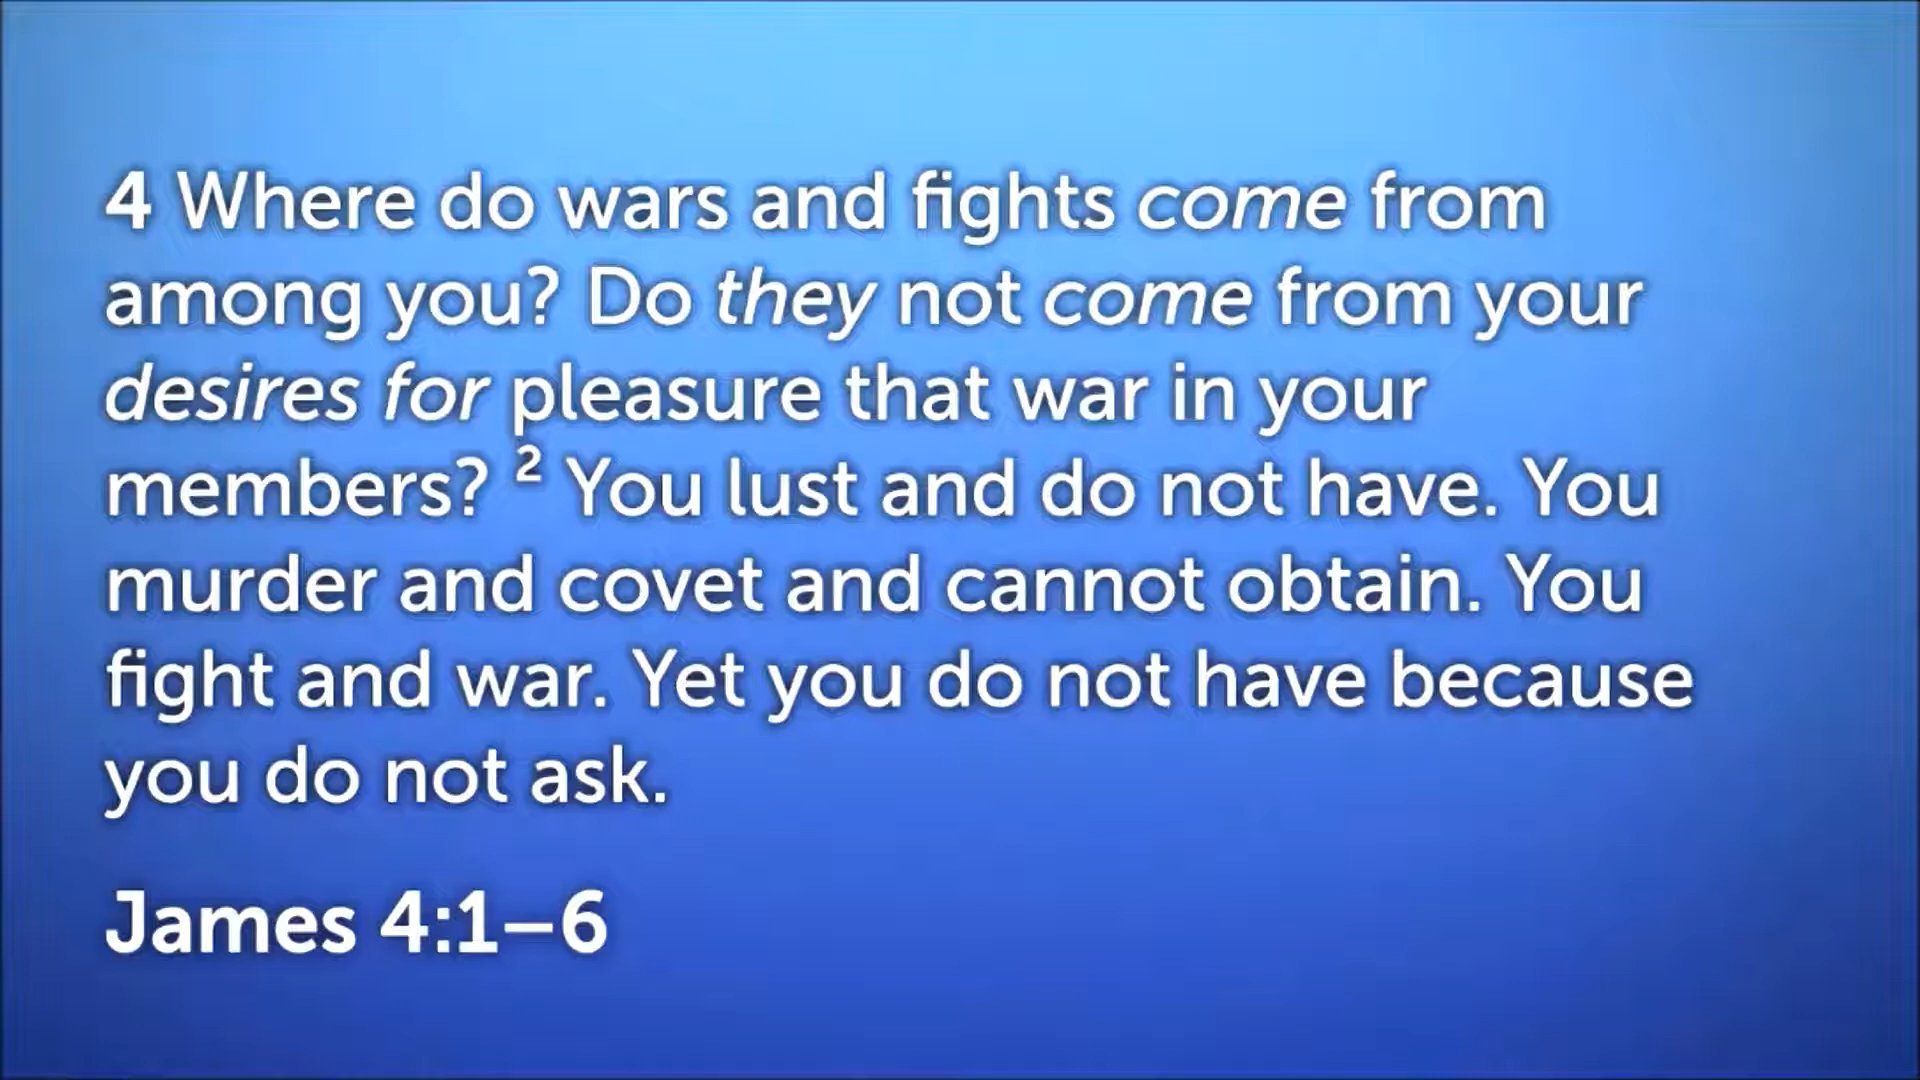 4 Where do wars and fights come from
among you? Do they not come from your
desires for pleasure that war in your
members? ² You lust and do not have. You
murder and covet and cannot obtain. You
fight and war. Yet you do not have because
you do not ask.
James 4:1–6